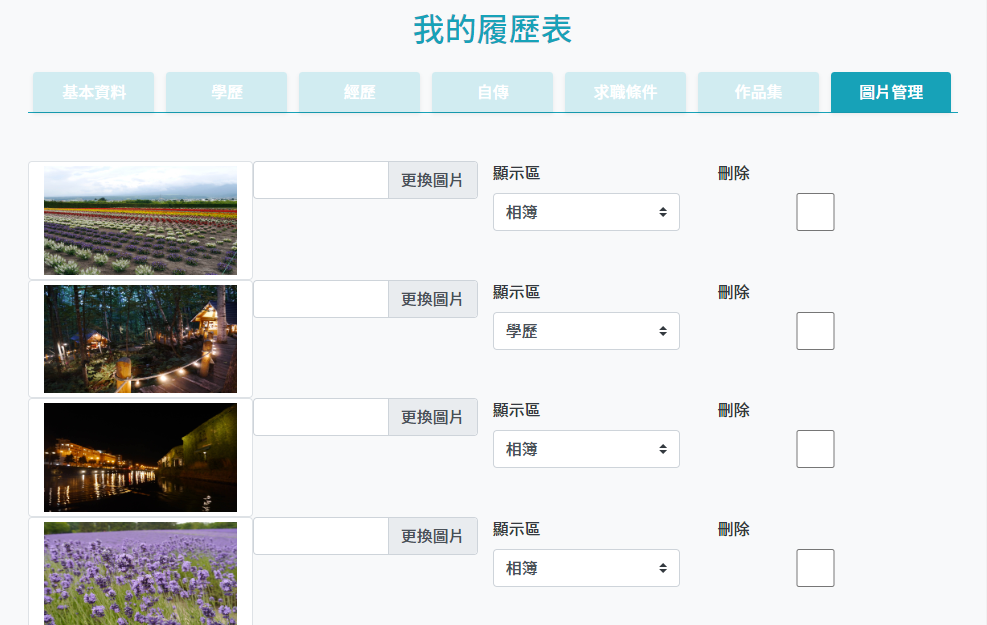 我的履歷表
基本資料 學歷 經歷 自傳 求職條件 作品集 圖片管理
更換圖片 顯示區 刪除
相簿
更換圖片 顯示區 刪除
學歷
更換圖片 顯示區 刪除
相簿
更換圖片 顯示區 刪除
相簿